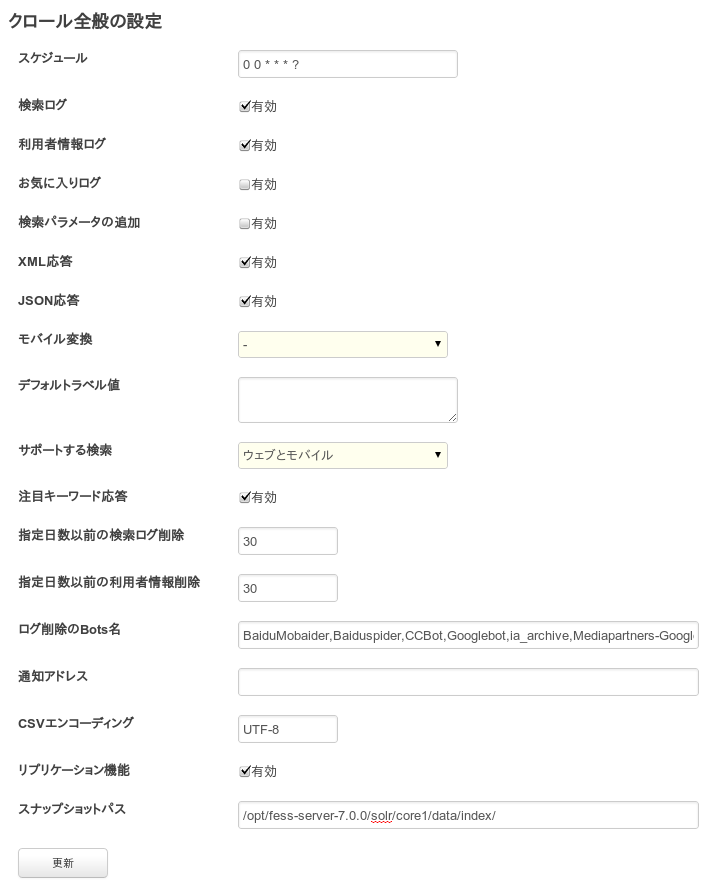 クロール全般の設定
スケジュール
0 0 * * * ?
検索ログ
有効
利用者情報ログ
有効
お気に入りログ
有効
検索パラメータの追加
有効
XML応答
有効
JSON応答
有効
モバイル変換
-
デフォルトラベル値
サポートする検索
ウェブとモバイル
注目キーワード応答
有効
指定日数以前の検索ログ削除
30
指定日数以前の利用者情報削除
30
ログ削除のBots名
BaiduMobaider,Baiduspider,CCBot,Googlebot,ia_archive,Mediapartners-Googl
通知アドレス
CSVエンコーディング
UTF-8
リプリケーション機能
有効
スナップショットパス
/opt/fess-server-7.0.0/solr/core1/data/index/
更新